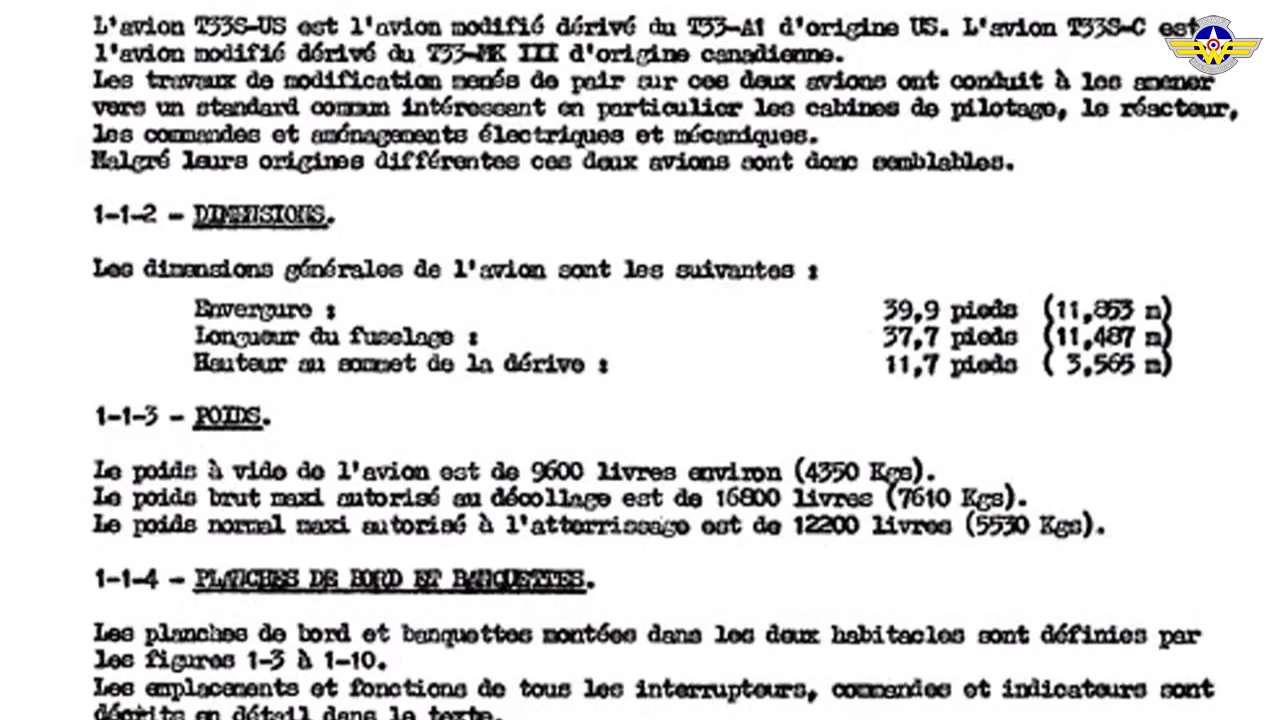 L'avion T33S-US est l'avion modifié dérivé du T33-A1 d'origine US. L'avion T33S-C est
l'avion modifié dérivé du T33-MK III d'origine canadienne.
Les travaux de modification menés de pair sur ces deux avions ont conduit à les amener
vers un standard commun intéressant en particulier les cabines de pilotage, le réacteur,
les commandes et aménagements électriques et mécaniques.
Malgré leurs origines différentes ces deux avions sont donc semblables.
1-1-2 - DIMENSIONS.
Les dimensions générales de l'avion sont les suivantes :
Envergure : 39,9 pieds (11,853 m)
Longueur du fuselage : 37,7 pieds (11,487 m)
Hauteur au sommet de la dérive : 11,7 pieds ( 3,565 m)
1-1-3 - POIDS.
Le poids à vide de l'avion est de 9600 livres environ (4350 Kgs).
Le poids brut maxi autorisé au décollage est de 16800 livres (7610 Kgs).
Le poids normal maxi autorisé à l'atterrissage est de 12200 livres (5530 Kgs).
1-1-4 - PLANCHES DE BORD ET BANQUETTES.
Les planches de bord et banquettes montées dans les deux habitacles sont définies par
les figures 1-3 à 1-10.
Les emplacements et fonctions de tous les interrupteurs, commandes et indicateurs sont
décrits en détail dans le texte.